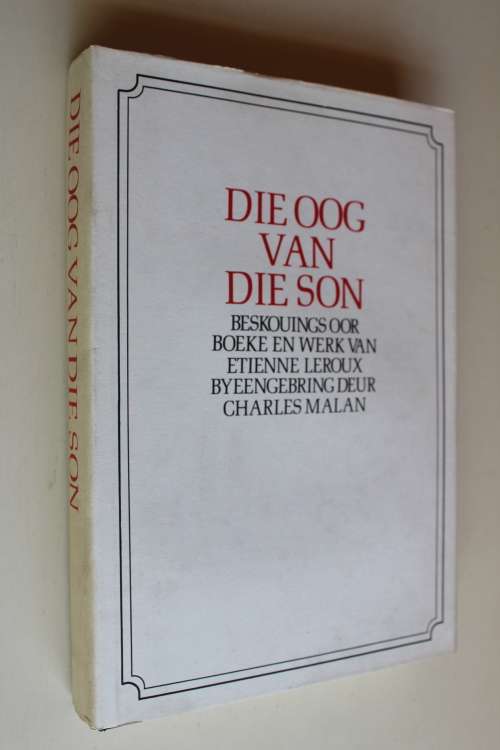 DIE OOG VAN DIE SON
DIE OOG
VAN
DIE SON
BESKOUINGS OOR
BOEKE EN WERK VAN
ETIENNE LEROUX
BYEENGEBRING DEUR
CHARLES MALAN